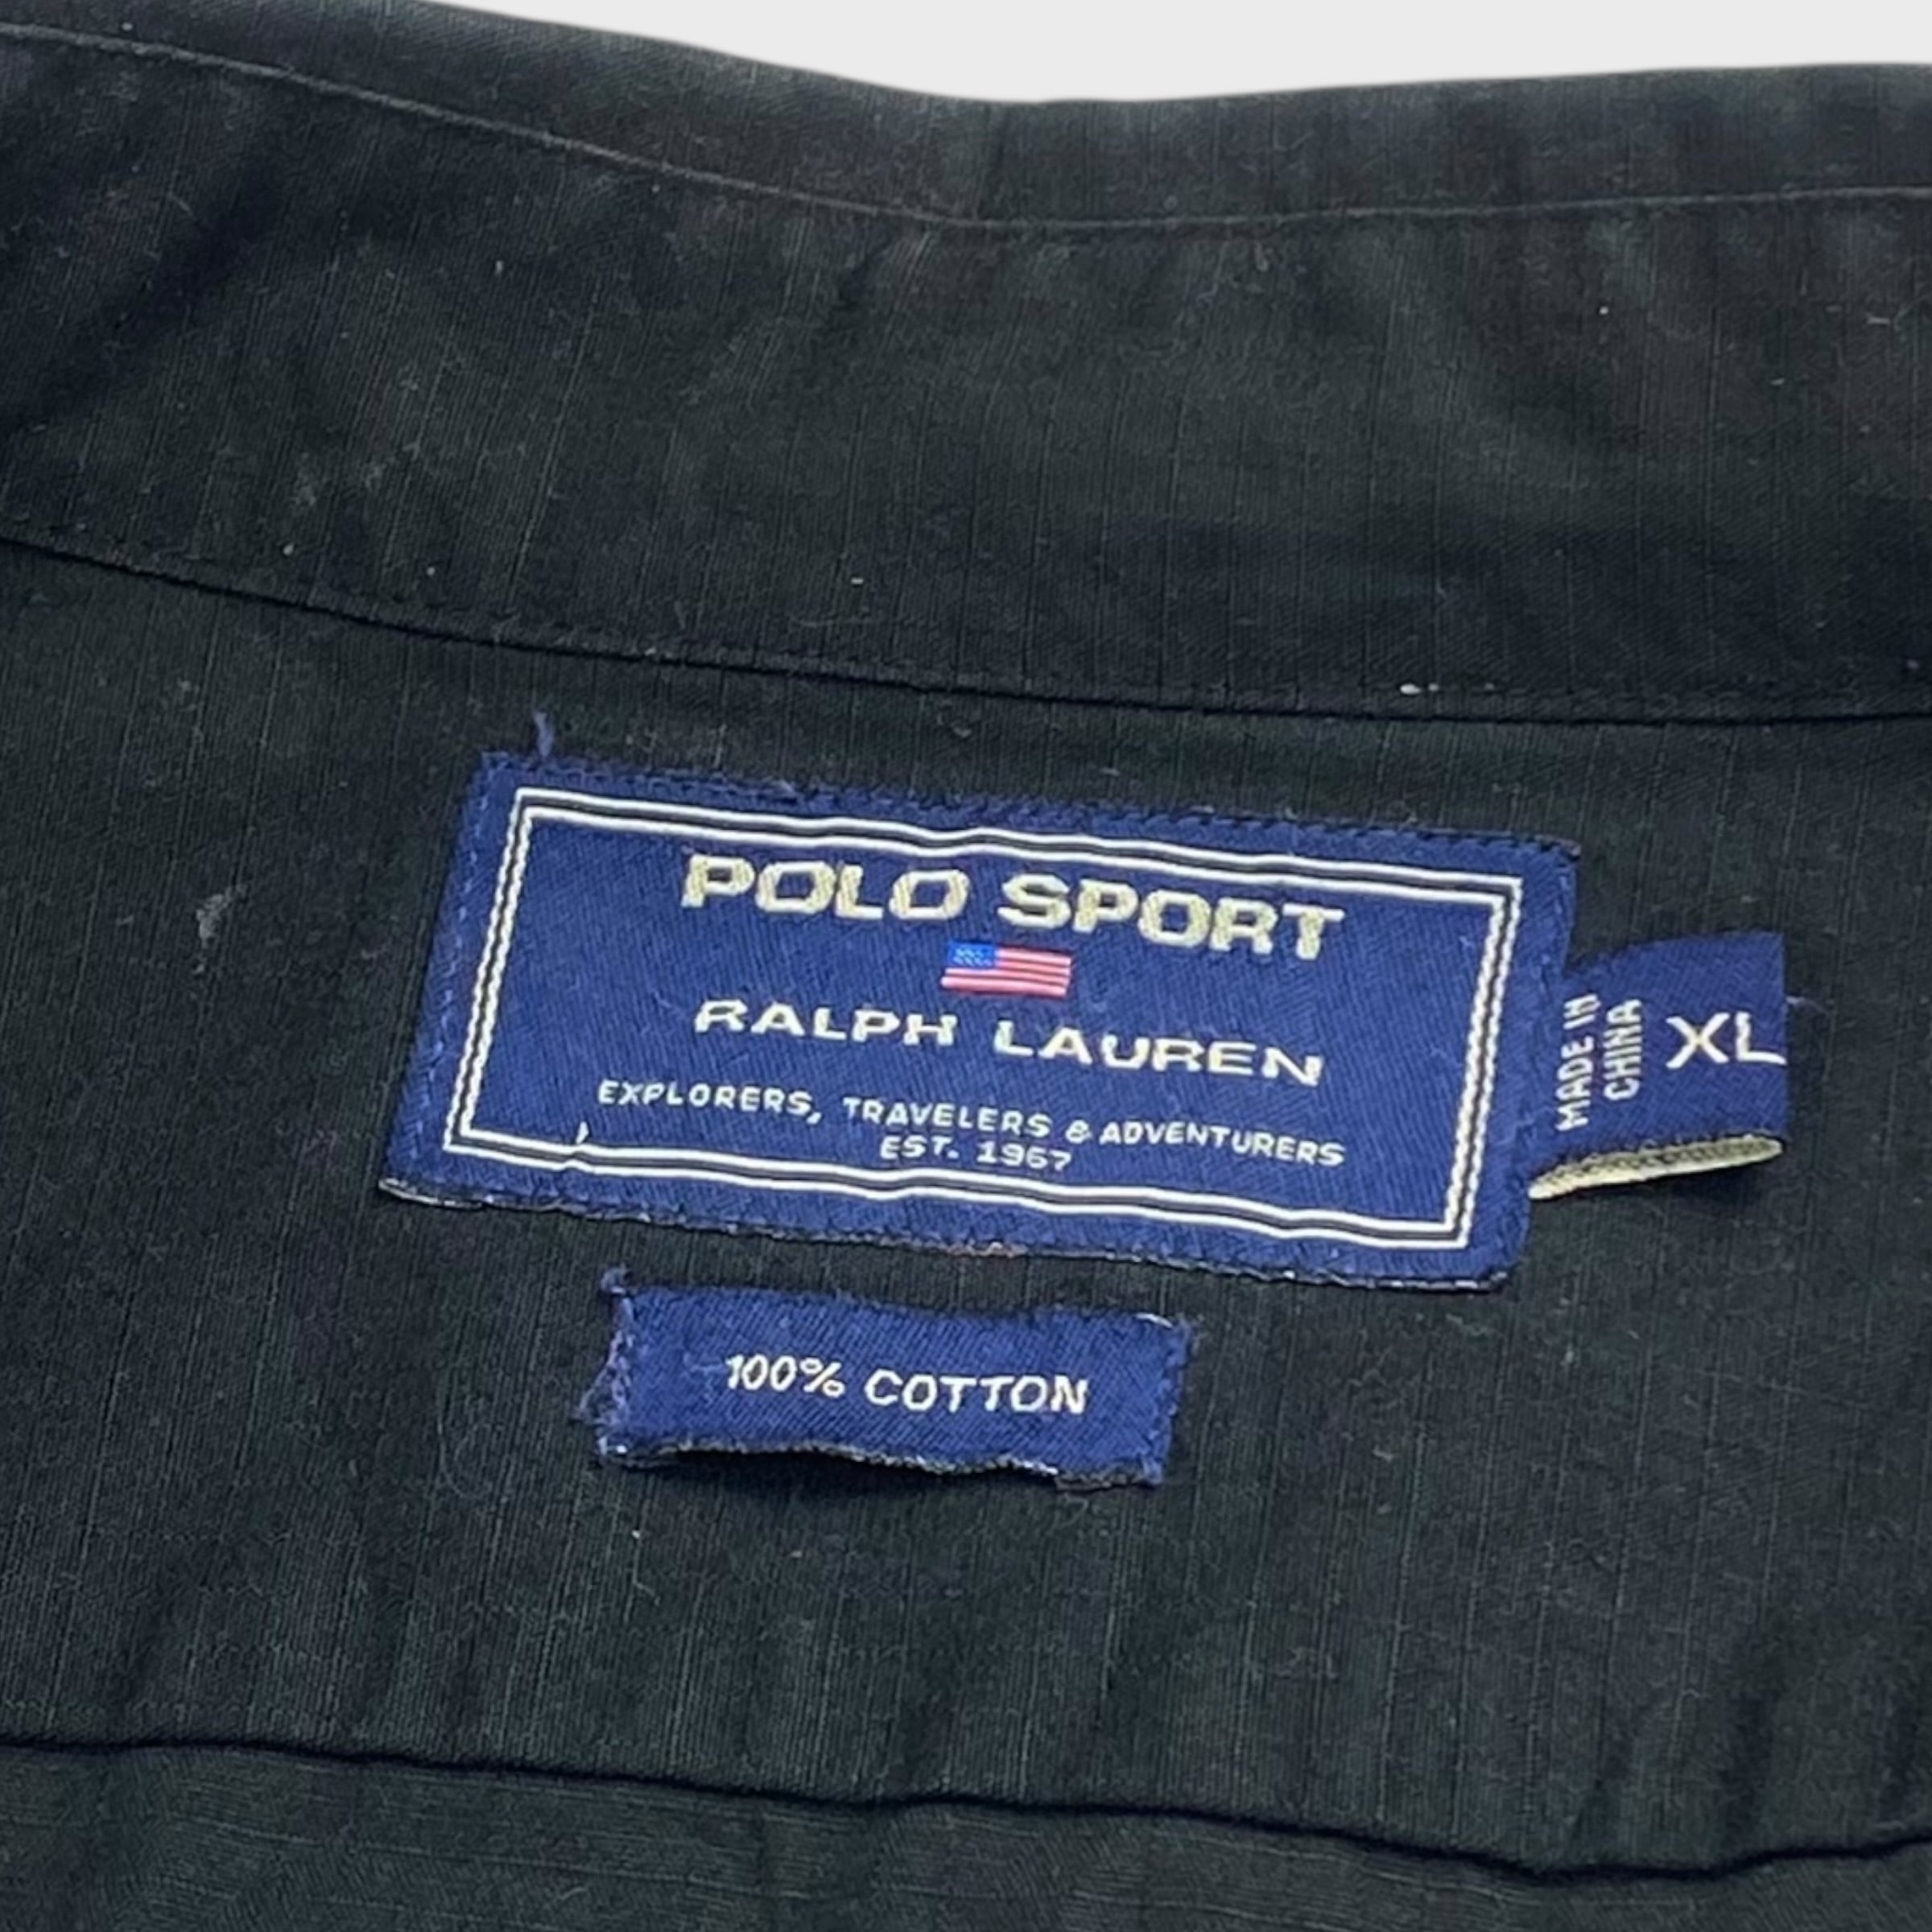 POLO SPORT
RALPH LAUREN
EXPLORERS, TRAVELERS & ADVENTURERS
EST. 1967
MADE IN
CHINA
XL
100% COTTON